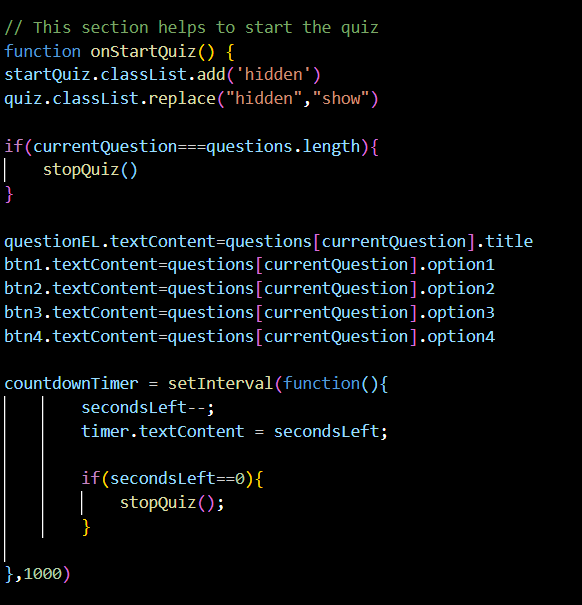 // This section helps to start the quiz
function onStartQuiz() {
startQuiz.classList.add('hidden')
quiz.classList.replace("hidden","show")
if(currentQuestion===questions.length){
stopQuiz()
}
questionEL.textContent=questions[currentQuestion].title
btn1.textContent=questions[currentQuestion].option1
btn2.textContent=questions[currentQuestion].option2
btn3.textContent=questions[currentQuestion].option3
btn4.textContent=questions[currentQuestion].option4
countdownTimer = setInterval(function(){
secondsLeft--;
timer.textContent = secondsLeft;
if(secondsLeft==0){
stopQuiz();
}
},1000)